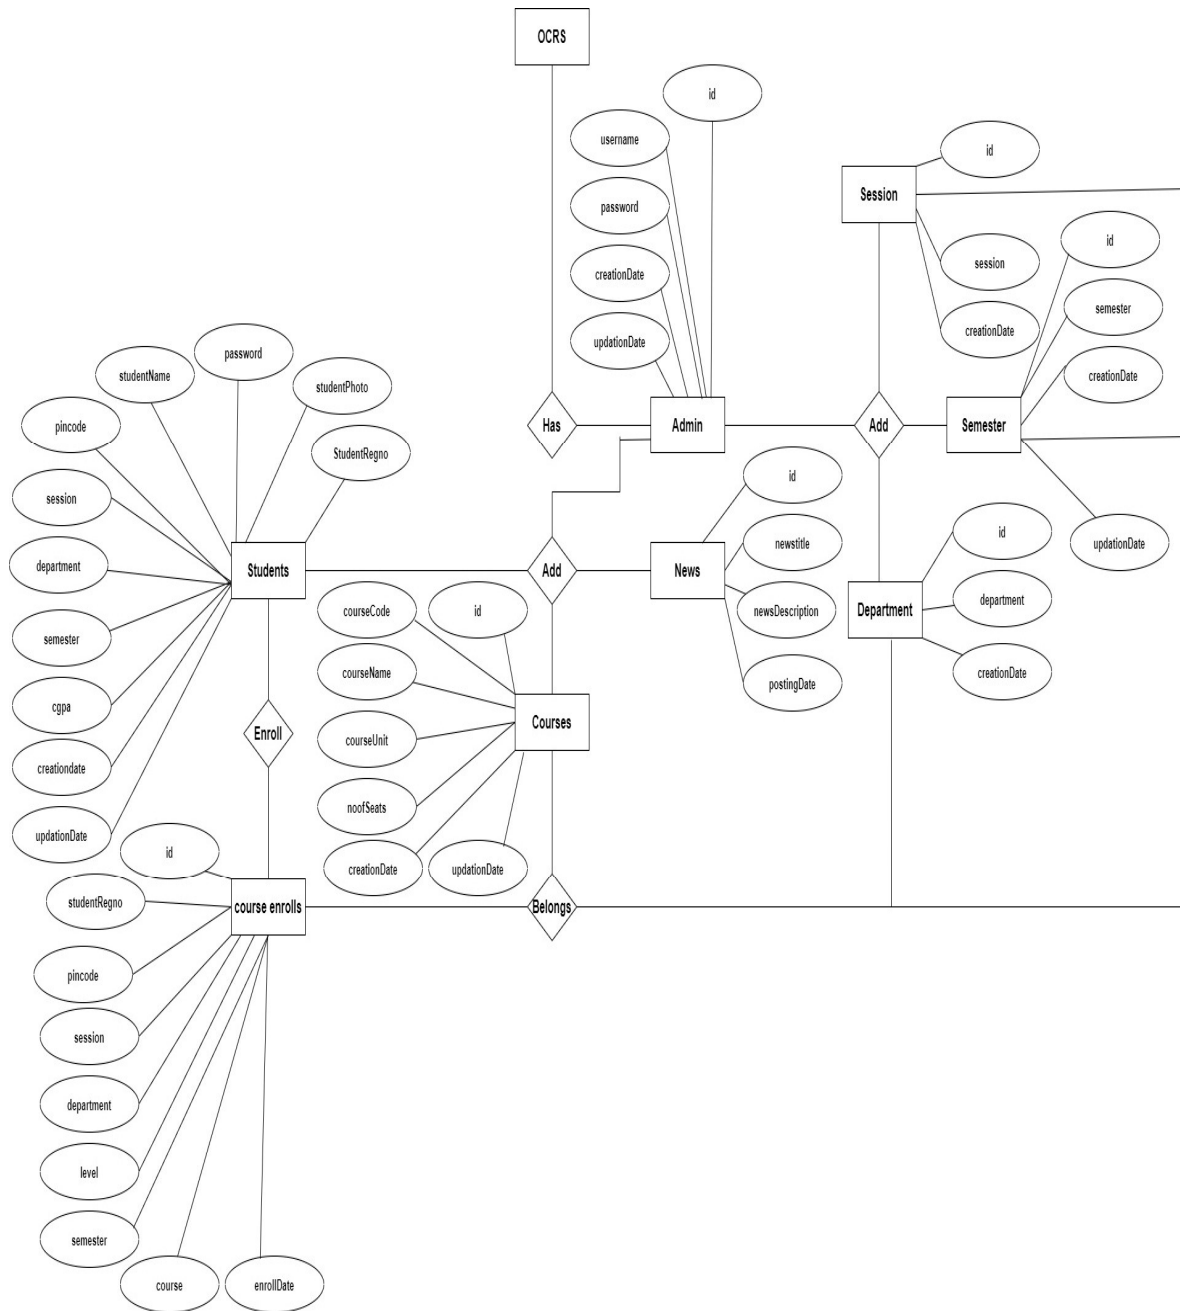 OCRS
id
username
id
Session
password
id
session
creationDate
semester
creationDate
updationDate
password
studentName
creationDate
studentPhoto
pincode
Has
Admin
Add
Semester
StudentRegno
id
session
updationDate
id
newstitle
Students
Add
News
department
department
newsDescription
Department
courseCode
id
semester
courseName
creationDate
postingDate
cgpa
Courses
Enroll
courseUnit
creationdate
noofSeats
updationDate
id
creationDate
updationDate
studentRegno
course enrolls
Belongs
pincode
session
department
level
semester
course
enrollDate